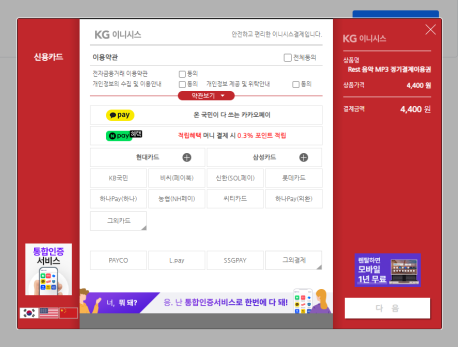 신용카드
KG 이니시스
안전하고 편리한 이니시스결제입니다.
이용약관
전체동의
전자금융거래 이용약관
동의
개인정보의 수집 및 이용안내
동의
개인정보 제공 및 위탁안내
동의
약관보기
pay
온 국민이 다 쓰는 카카오페이
N pay
적립혜택 머니 결제 시 0.3% 포인트 적립
현대카드
삼성카드
KB국민
비씨(페이북)
신한(SOL페이)
롯데카드
하나Pay(하나)
농협(NH페이)
씨티카드
하나Pay(외환)
그외카드
PAYCO
L.pay
SSGPAY
그외결제
통합인증
서비스
네, 뭐 돼?
응. 난 통합인증서비스로 한번에 다 돼!
KG 이니시스
상품명
Rest 음악 MP3 정기결제이용권
상품가격
4,400 원
결제금액
4,400 원
렌탈하면
모바일
1년 무료
다 음